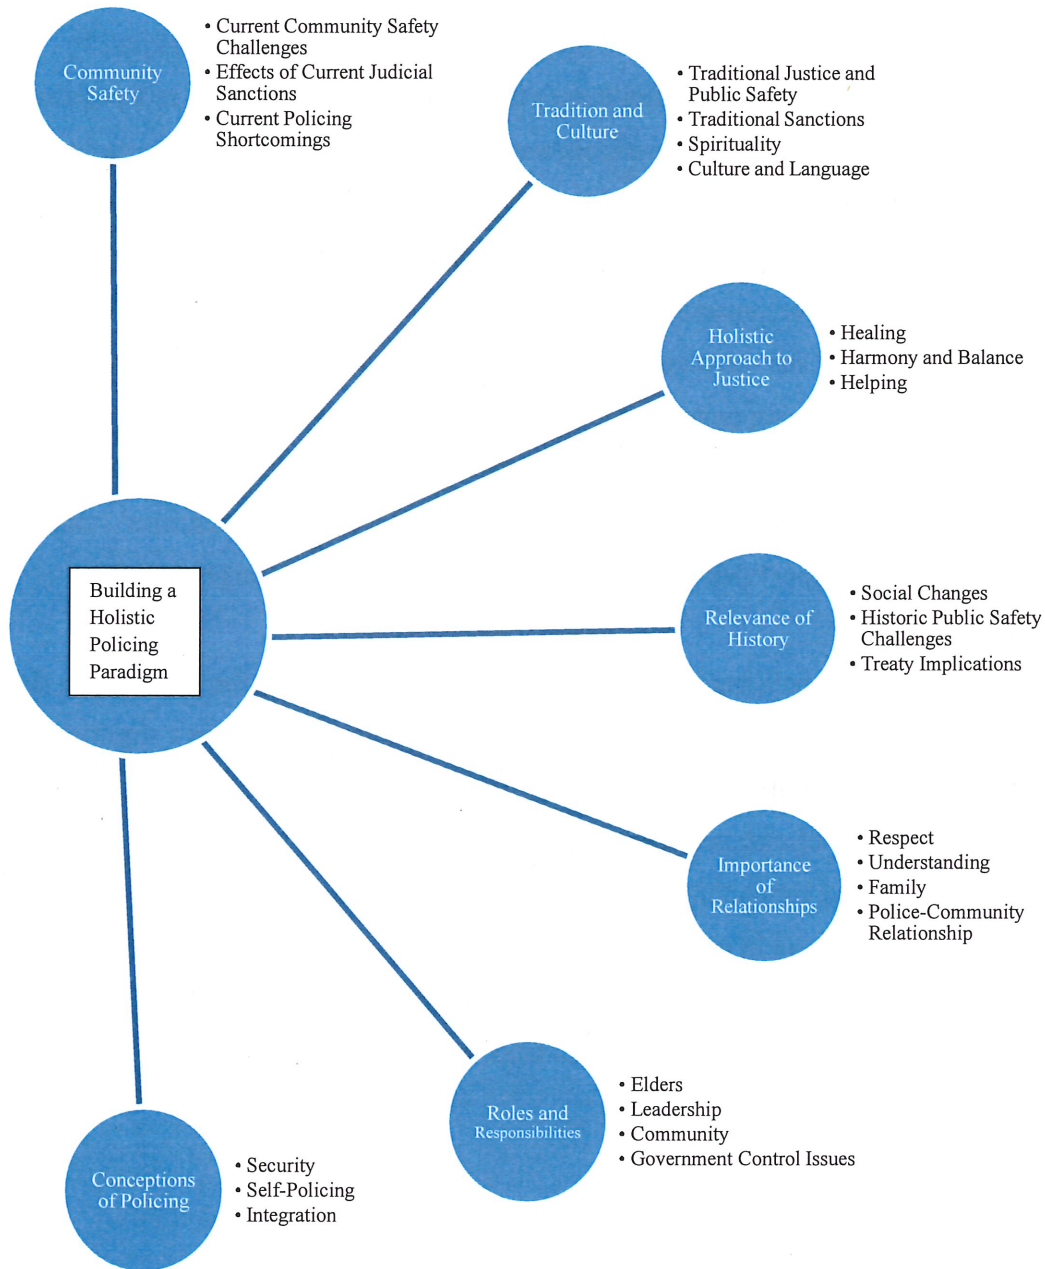 Community
Safety
• Current Community Safety
Challenges
• Effects of Current Judicial
Sanctions
• Current Policing
Shortcomings
Tradition and
Culture
• Traditional Justice and
Public Safety
• Traditional Sanctions
• Spirituality
• Culture and Language
Holistic
Approach to
Justice
• Healing
• Harmony and Balance
• Helping
Building a
Holistic
Policing
Paradigm
Relevance of
History
• Social Changes
• Historic Public Safety
Challenges
• Treaty Implications
Importance
of
Relationships
• Respect
• Understanding
• Family
• Police-Community
Relationship
Roles and
Responsibilities
• Elders
• Leadership
• Community
• Government Control Issues
Conceptions
of Policing
• Security
• Self-Policing
• Integration